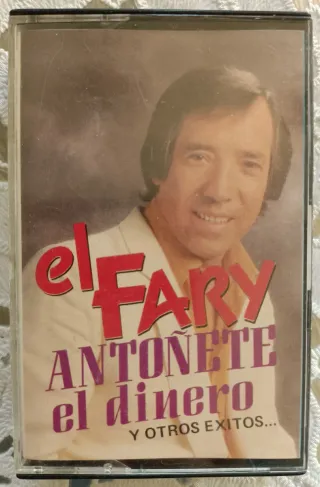 el
FARY
ANTOÑETE
el dinero
Y OTROS EXITOS...